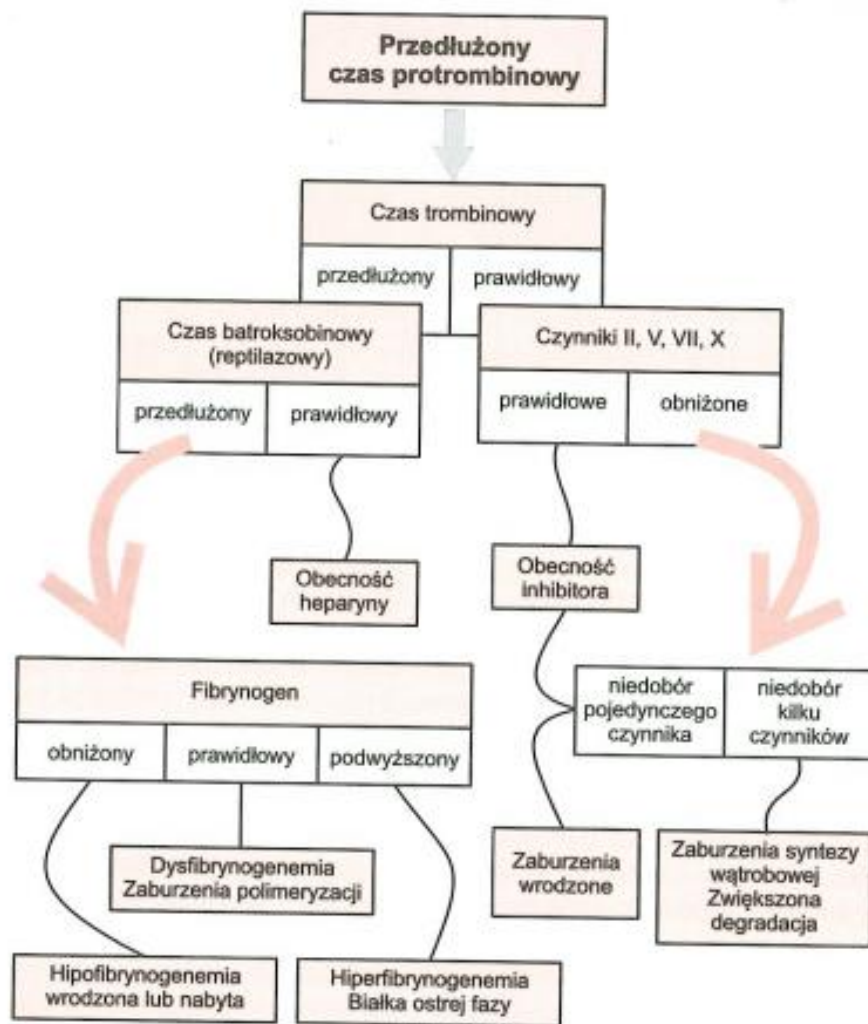 Przedłużony
czas protrombinowy
Czas trombinowy
przedłużony
prawidłowy
Czas batroksobinowy
(reptilazowy)
przedłużony
prawidłowy
Czynniki II, V, VII, X
prawidłowe
obniżone
Obecność
heparyny
Obecność
inhibitora
Fibrynogen
obniżony
prawidłowy
podwyższony
niedobór
pojedynczego
czynnika
niedobór
kilku
czynników
Dysfibrynogenemia
Zaburzenia polimeryzacji
Zaburzenia
wrodzone
Zaburzenia syntezy
wątrobowej
Zwiększona
degradacja
Hipofibrynogenemia
wrodzona lub nabyta
Hiperfibrynogenemia
Białka ostrej fazy